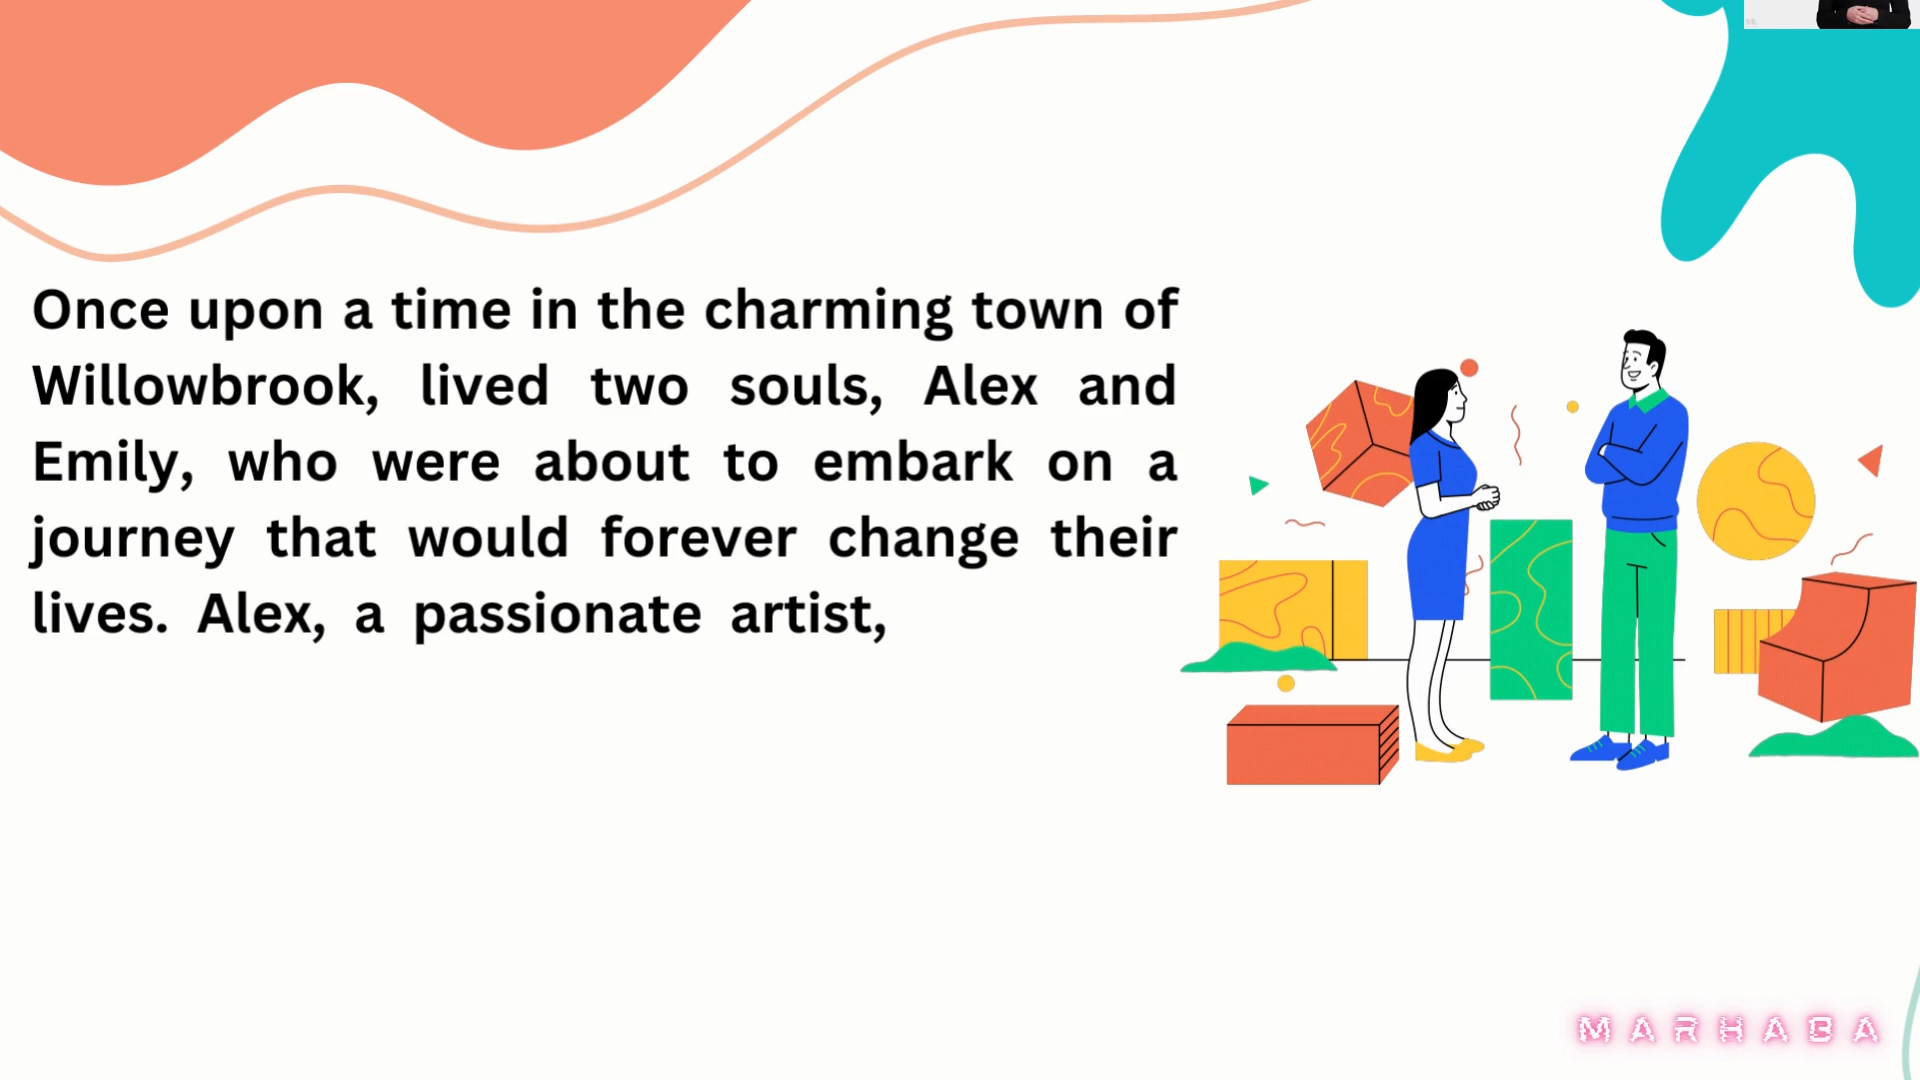 Once upon a time in the charming town of
Willowbrook, lived two souls, Alex and
Emily, who were about to embark on a
journey that would forever change their
lives. Alex, a passionate artist,
MARHABA